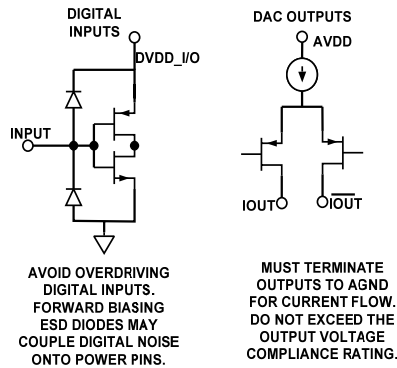 DIGITAL
INPUTS
DVDD_I/O
INPUT
AVOID OVERDRIVING
DIGITAL INPUTS.
FORWARD BIASING
ESD DIODES MAY
COUPLE DIGITAL NOISE
ONTO POWER PINS.
DAC OUTPUTS
AVDD
IOUT
IOUT
MUST TERMINATE
OUTPUTS TO AGND
FOR CURRENT FLOW.
DO NOT EXCEED THE
OUTPUT VOLTAGE
COMPLIANCE RATING.